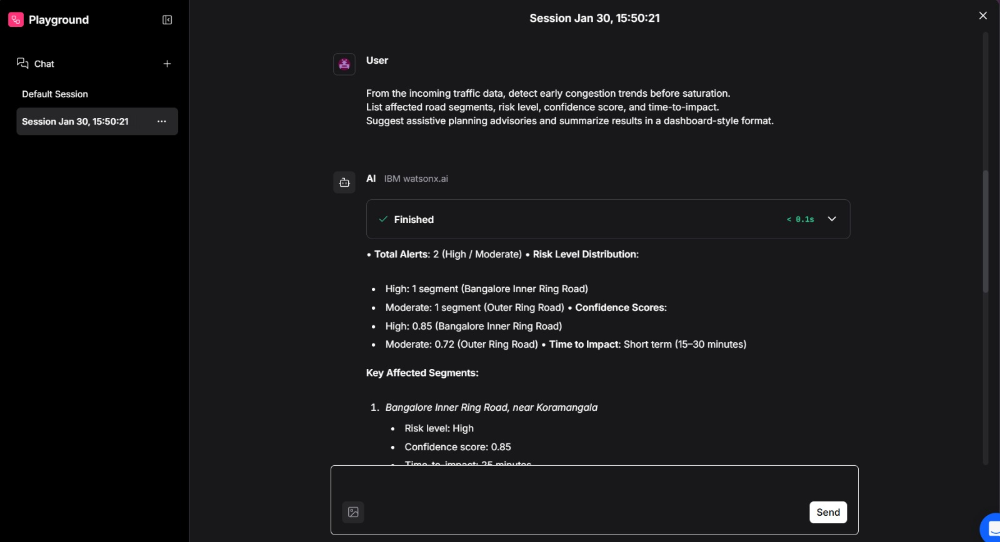 Playground
Chat
Default Session
Session Jan 30, 15:50:21
Session Jan 30, 15:50:21
User
From the incoming traffic data, detect early congestion trends before saturation.
List affected road segments, risk level, confidence score, and time-to-impact.
Suggest assistive planning advisories and summarize results in a dashboard-style format.
AI IBM watsonx.ai
Finished < 0.1s
• Total Alerts: 2 (High / Moderate) • Risk Level Distribution:
• High: 1 segment (Bangalore Inner Ring Road)
• Moderate: 1 segment (Outer Ring Road) • Confidence Scores:
• High: 0.85 (Bangalore Inner Ring Road)
• Moderate: 0.72 (Outer Ring Road) • Time to Impact: Short term (15–30 minutes)
Key Affected Segments:
1. Bangalore Inner Ring Road, near Koramangala
• Risk level: High
• Confidence score: 0.85
• Time-to-impact: 25 minutes
Send